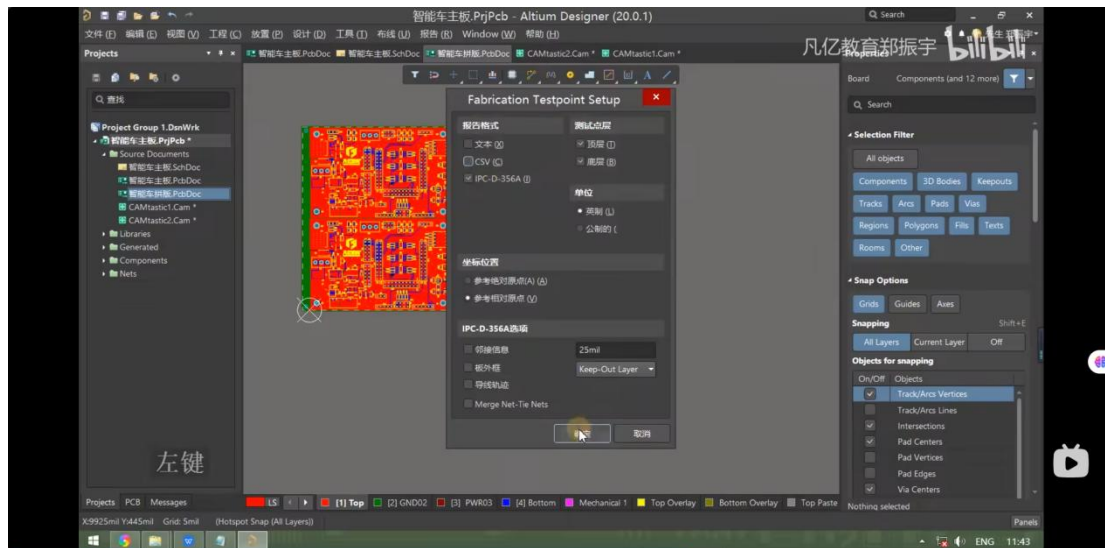 智能车主板.PrjPcb - Altium Designer (20.0.1)
Search
文件 (F) 编辑 (E) 视图 (V) 工程 (C) 放置 (P) 设计 (D) 工具 (T) 布线 (U) 报告 (R) Window (W) 帮助 (H)
凡亿教育郑振宇
bilibili
Projects
智能车主板.PcbDoc 智能车主板.SchDoc 智能车拼板.PcbDoc CAMtastic2.Cam * CAMtastic1.Cam *
Properties
Board Components (and 12 more)
查找
Search
Project Group 1.DsnWrk
智能车主板.PrjPcb *
Source Documents
智能车主板.SchDoc
智能车主板.PcbDoc
智能车拼板.PcbDoc
CAMtastic1.Cam *
CAMtastic2.Cam *
Libraries
Generated
Components
Nets
Fabrication Testpoint Setup
报告格式
文本 (X)
CSV (C)
IPC-D-356A (I)
测试点层
顶层 (T)
底层 (B)
单位
英制 (L)
公制的 (
坐标位置
参考绝对原点(A) (A)
参考相对原点 (V)
IPC-D-356A选项
邻接信息 25mil
板外框 Keep-Out Layer
导线轨迹
Merge Net-Tie Nets
取消
Selection Filter
All objects
Components 3D Bodies Keepouts
Tracks Arcs Pads Vias
Regions Polygons Fills Texts
Rooms Other
Snap Options
Grids Guides Axes
Snapping Shift+E
All Layers Current Layer Off
Objects for snapping
On/Off Objects
Track/Arcs Vertices
Track/Arcs Lines
Intersections
Pad Centers
Pad Vertices
Pad Edges
Via Centers
Nothing selected
左键
Projects PCB Messages
LS [1] Top [2] GND02 [3] PWR03 [4] Bottom Mechanical 1 Top Overlay Bottom Overlay Top Paste
X:9925mil Y:445mil Grid: 5mil (Hotspot Snap (All Layers))
Panels
ENG 11:43